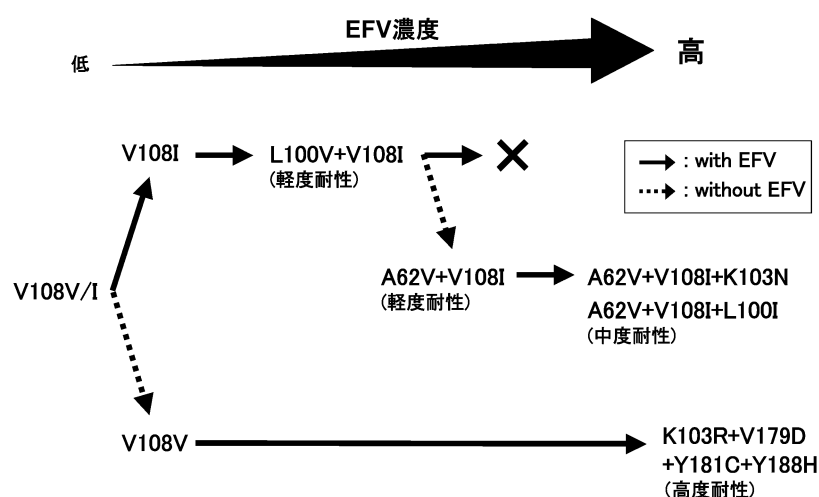 EFV濃度
低
高
V108I
L100V+V108I
(軽度耐性)
: with EFV
: without EFV
V108V/I
A62V+V108I
(軽度耐性)
A62V+V108I+K103N
A62V+V108I+L100I
(中度耐性)
V108V
K103R+V179D
+Y181C+Y188H
(高度耐性)